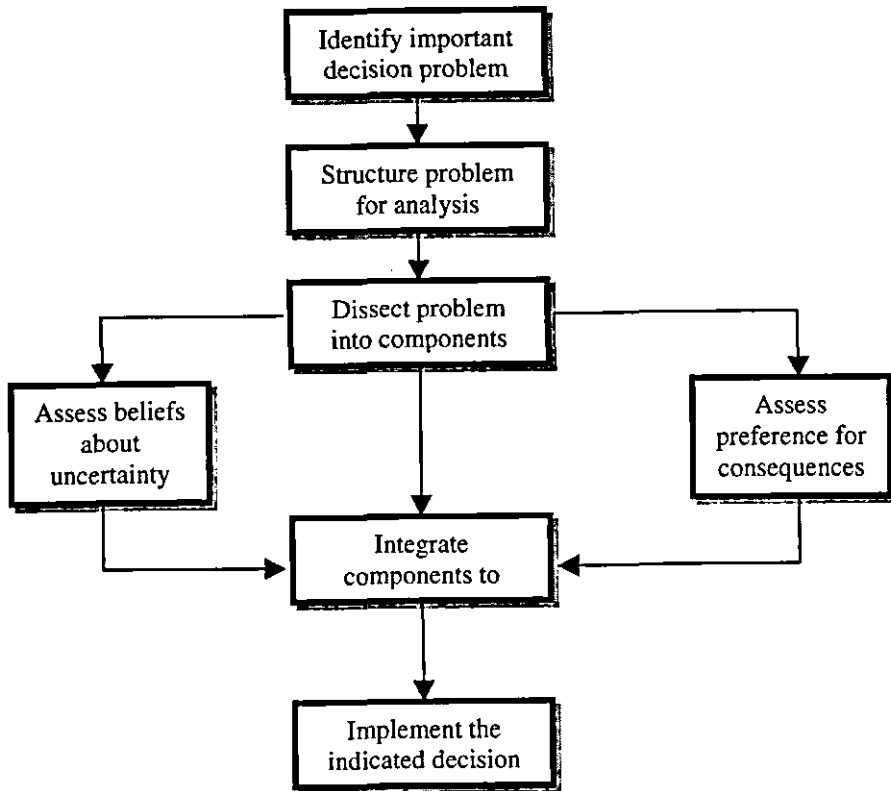 Identify important
decision problem
Structure problem
for analysis
Dissect problem
into components
Assess beliefs
about
uncertainty
Assess
preference for
consequences
Integrate
components to
Implement the
indicated decision